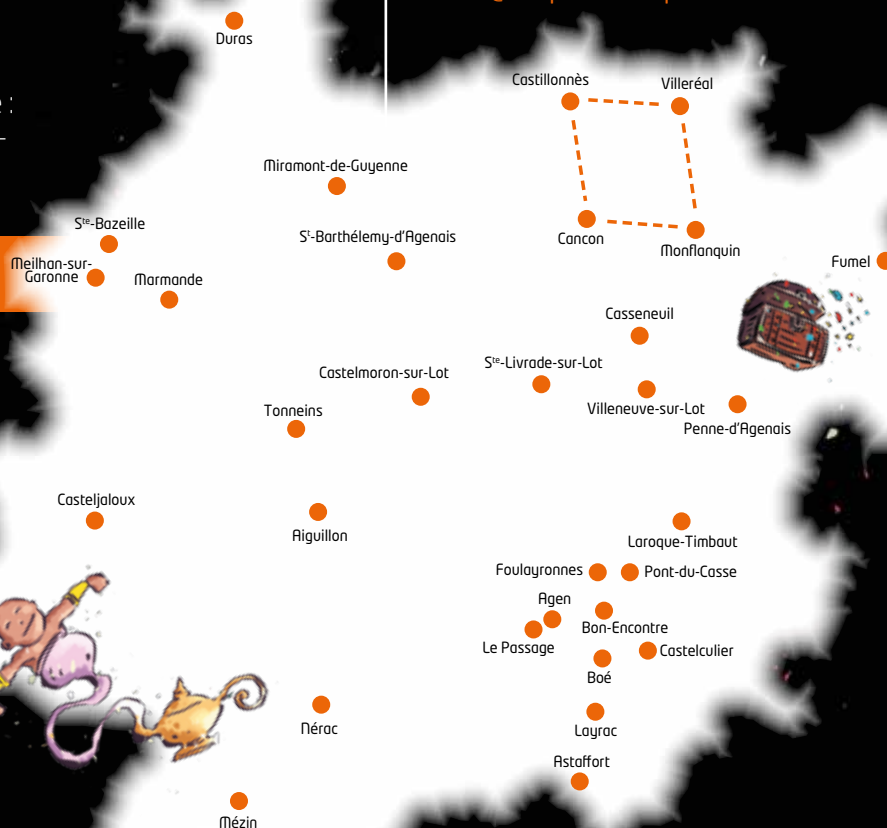 Duras
Castillonnès
Villeréal
Miramont-de-Guyenne
Ste-Bazeille
St-Barthélemy-d'Agenais
Cancon
Monflanquin
Meilhan-sur-
Garonne
Marmande
Fumel
Casseneuil
Ste-Livrade-sur-Lot
Castelmoron-sur-Lot
Tonneins
Villeneuve-sur-Lot
Penne-d'Agenais
Casteljaloux
Aiguillon
Laroque-Timbaut
Foulayronnes
Pont-du-Casse
Agen
Bon-Encontre
Le Passage
Castelculier
Boé
Nérac
Layrac
Astaffort
Mézin